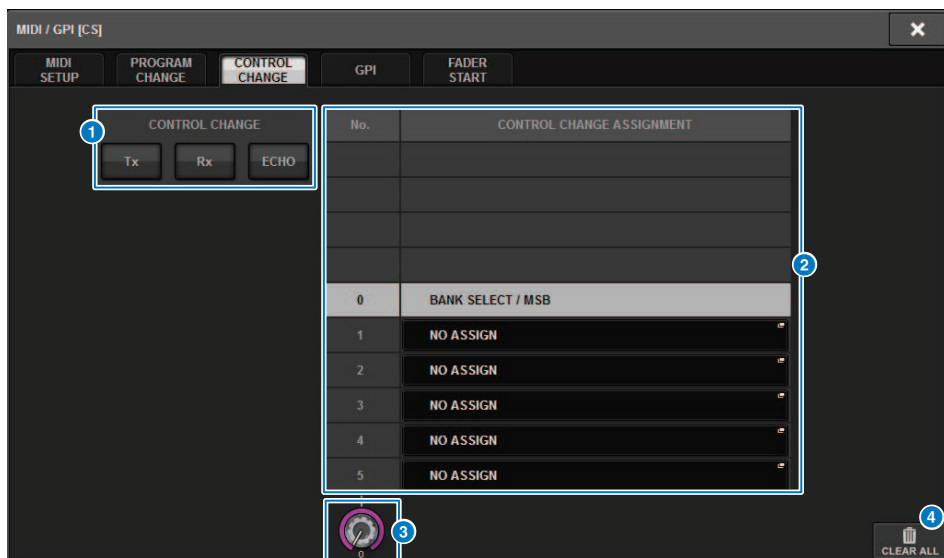 MIDI / GPI [CS]
MIDI SETUP
PROGRAM CHANGE
CONTROL CHANGE
GPI
FADER START
1
CONTROL CHANGE
Tx Rx ECHO
No. CONTROL CHANGE ASSIGNMENT
2
0 BANK SELECT / MSB
1 NO ASSIGN
2 NO ASSIGN
3 NO ASSIGN
4 NO ASSIGN
5 NO ASSIGN
3
0
4
CLEAR ALL